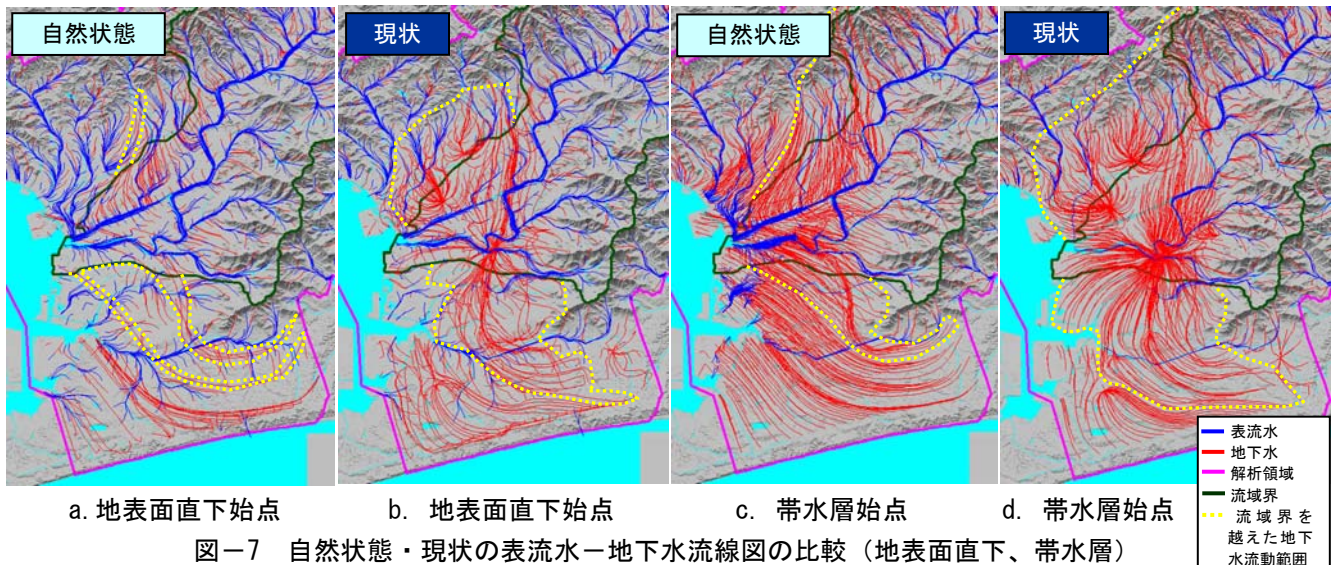 自然状態
現状
自然状態
現状
表流水
地下水
解析領域
流域界
流域界を
越えた地下
水流動範囲
a. 地表面直下始点
b. 地表面直下始点
c. 帯水層始点
d. 帯水層始点
図－7 自然状態・現状の表流水－地下水流線図の比較（地表面直下、帯水層）